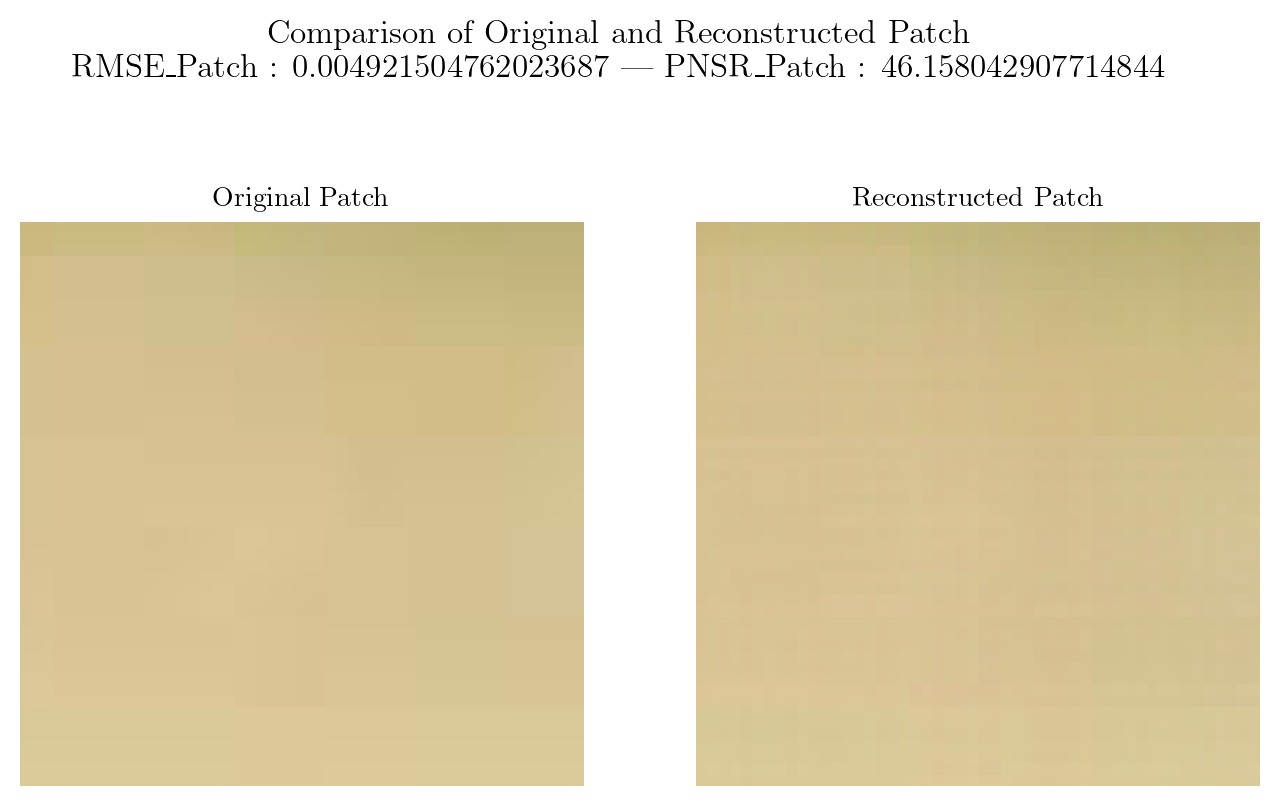 Comparison of Original and Reconstructed Patch
RMSE_Patch : 0.004921504762023687 — PNSR_Patch : 46.158042907714844
Original Patch
Reconstructed Patch